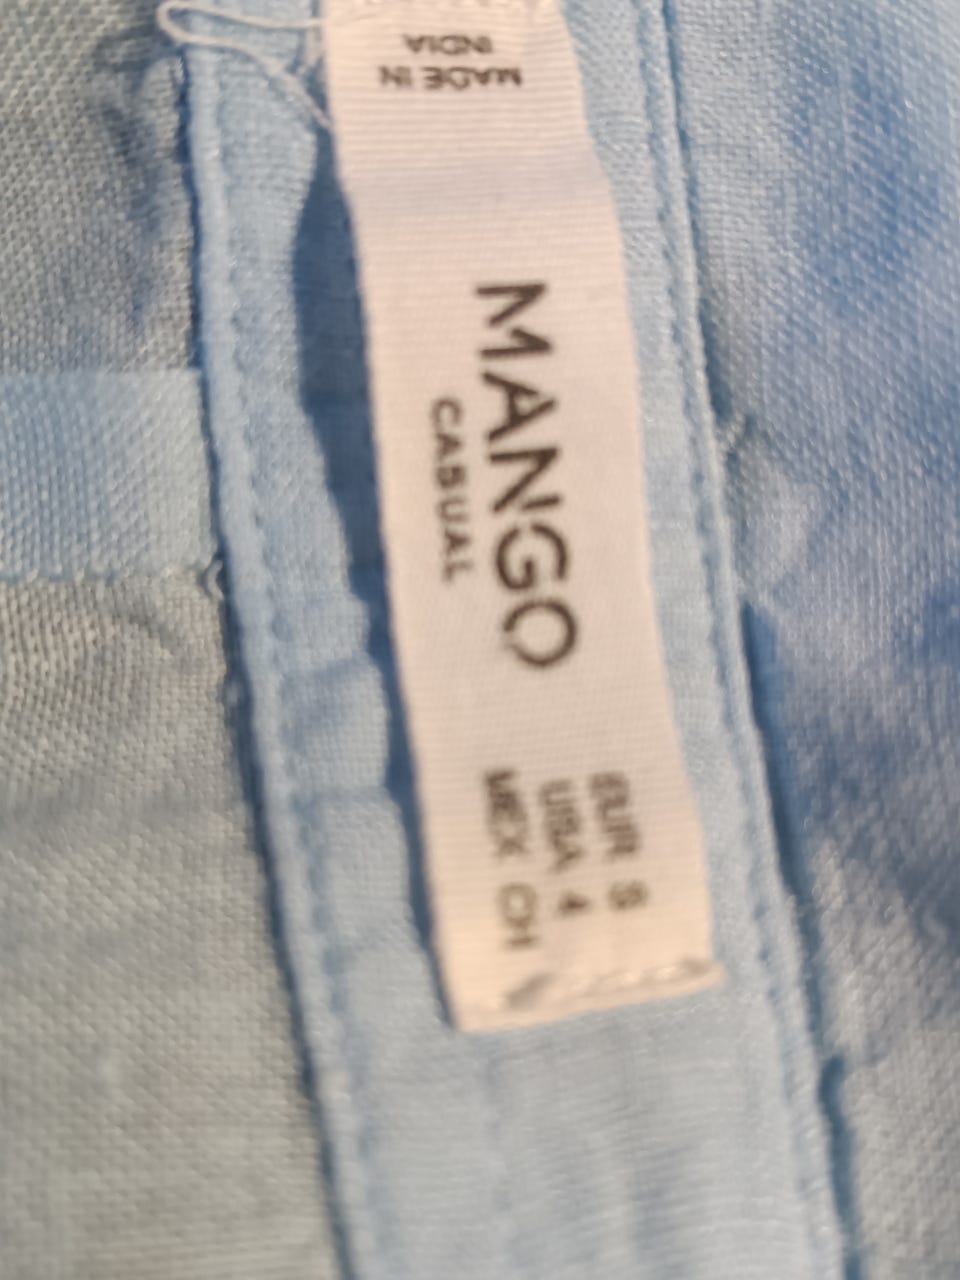 MADE IN
INDIA
MANGO
CASUAL
EUR S
USA 4
MEX CH